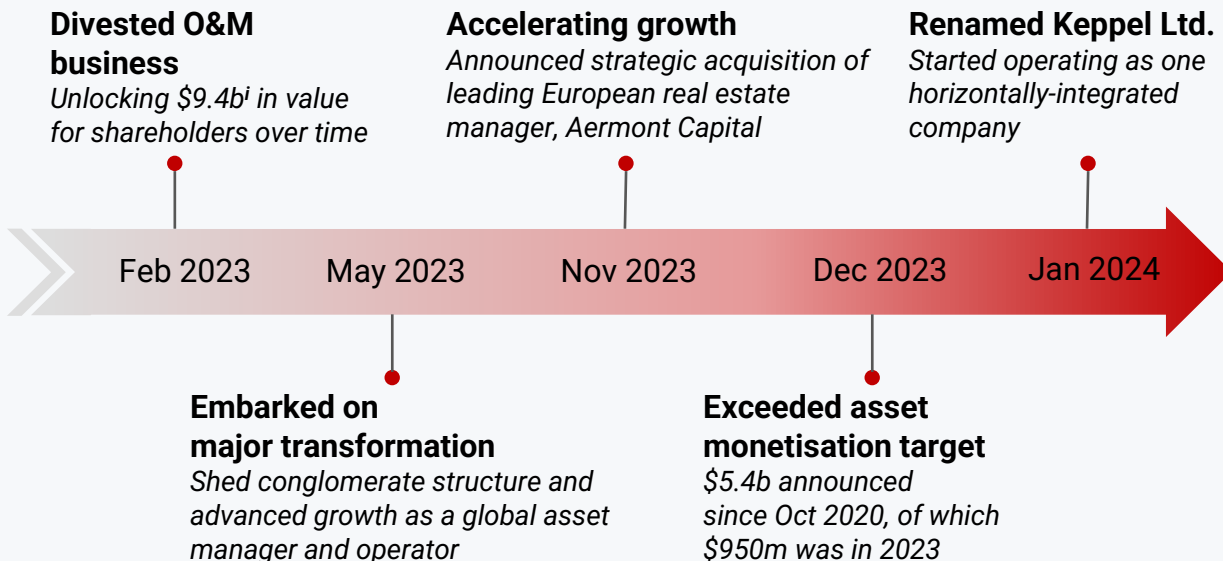 Divested O&M
business
Unlocking $9.4bⁱ in value
for shareholders over time
Accelerating growth
Announced strategic acquisition of
leading European real estate
manager, Aermont Capital
Renamed Keppel Ltd.
Started operating as one
horizontally-integrated
company
Feb 2023
May 2023
Nov 2023
Dec 2023
Jan 2024
Embarked on
major transformation
Shed conglomerate structure and
advanced growth as a global asset
manager and operator
Exceeded asset
monetisation target
$5.4b announced
since Oct 2020, of which
$950m was in 2023